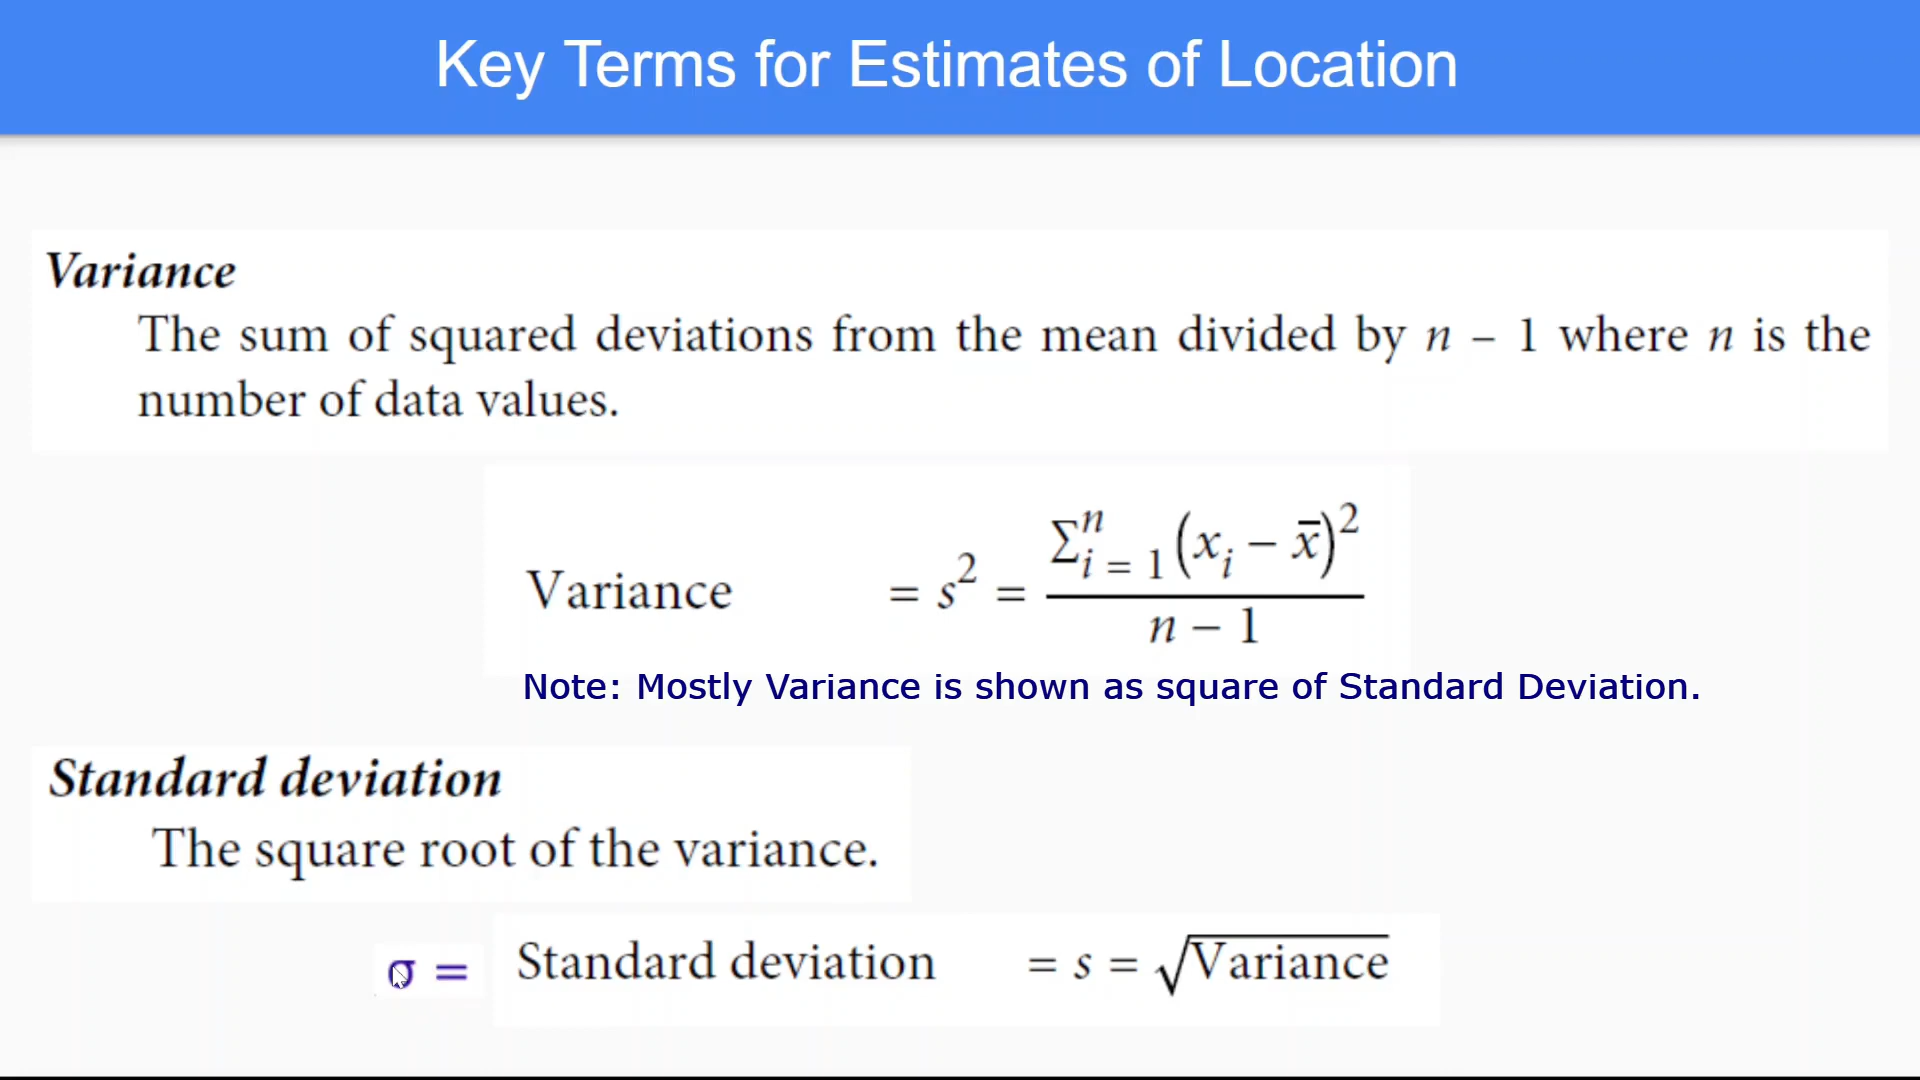 Key Terms for Estimates of Location
Variance
The sum of squared deviations from the mean divided by n – 1 where n is the
number of data values.
Variance = s² = Σⁿᵢ₌₁(xᵢ − x̄)² / n − 1
Note: Mostly Variance is shown as square of Standard Deviation.
Standard deviation
The square root of the variance.
σ = Standard deviation = s = √Variance